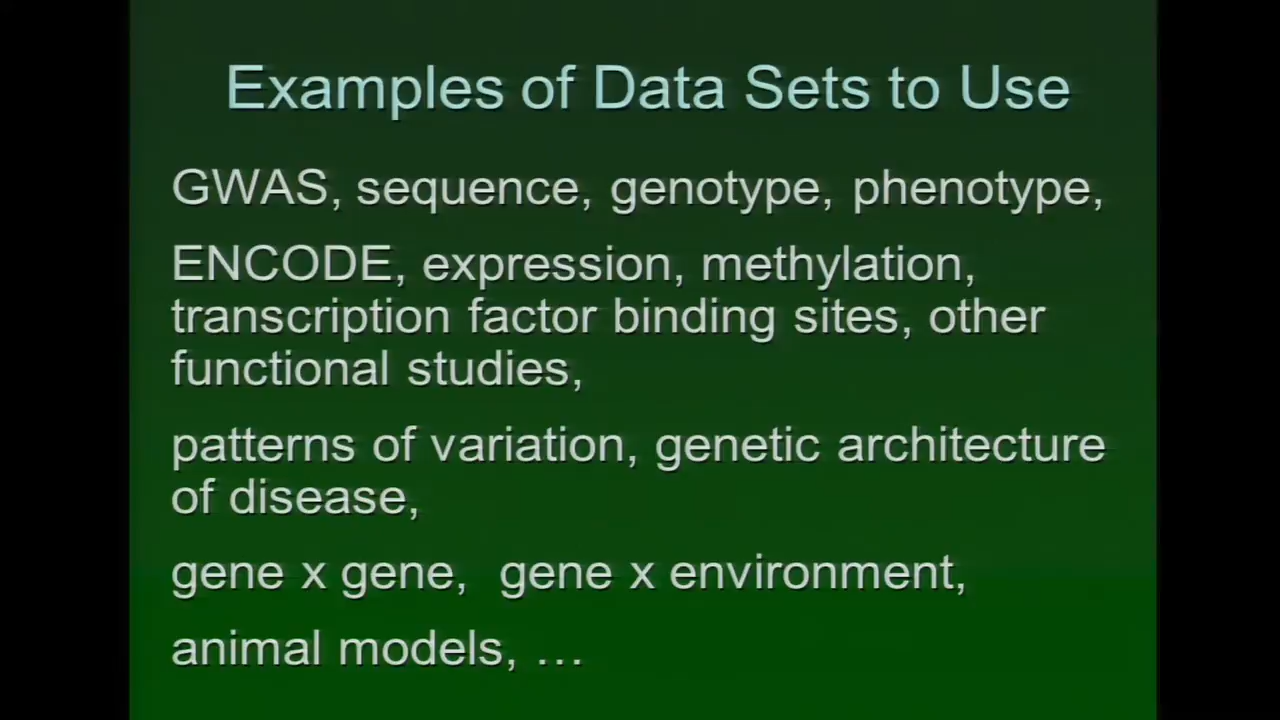 Examples of Data Sets to Use
GWAS, sequence, genotype, phenotype,
ENCODE, expression, methylation,
transcription factor binding sites, other
functional studies,
patterns of variation, genetic architecture
of disease,
gene x gene, gene x environment,
animal models, …